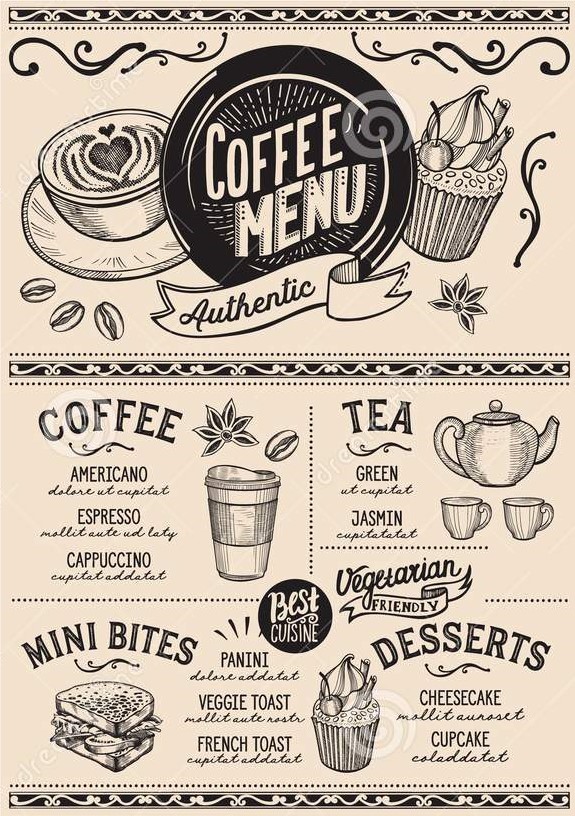 COFFEE
MENU
Authentic
COFFEE
AMERICANO
dolore ut cupitat
ESPRESSO
mollit aute ud laty
CAPPUCCINO
cupitat addatat
TEA
GREEN
ut cupitat
JASMIN
cupitatatat
Vegetarian
FRIENDLY
Best
CUISINE
MINI BITES
PANINI
dolore addatat
VEGGIE TOAST
mollit aute nostr
FRENCH TOAST
cupitat addatat
DESSERTS
CHEESECAKE
mollit aunoset
CUPCAKE
coladdatat